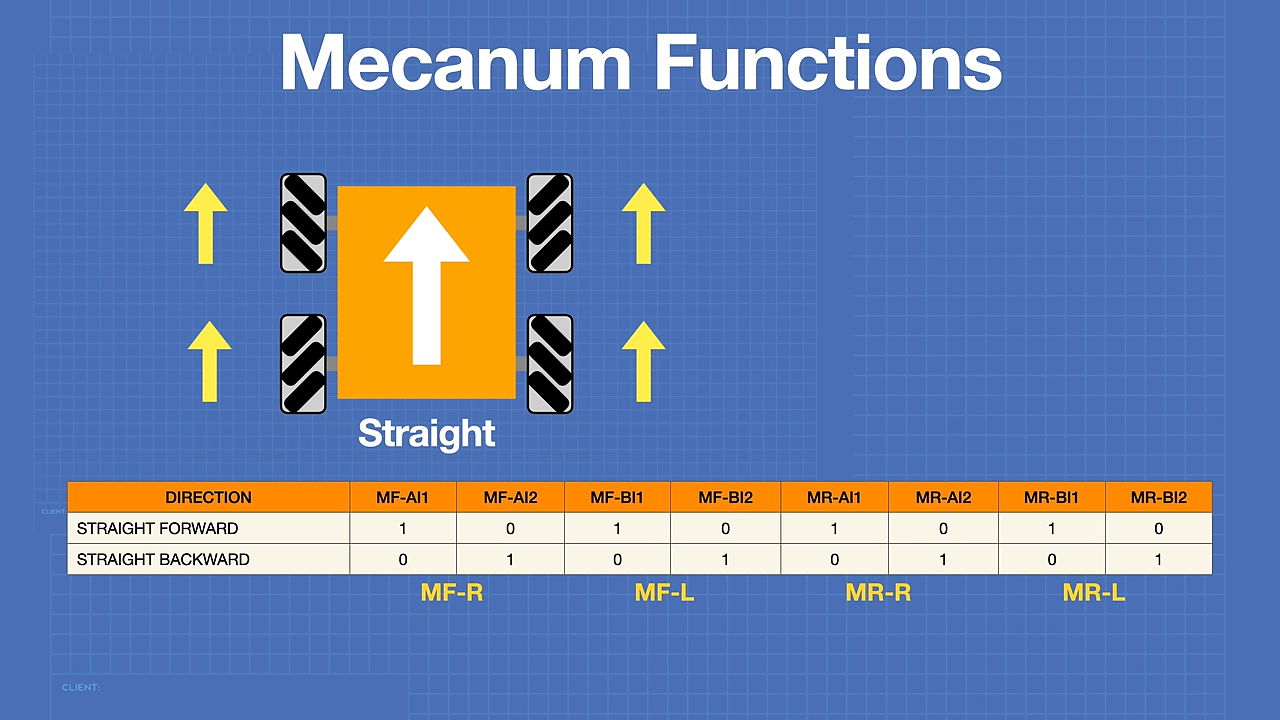 Mecanum Functions
Straight
DIRECTION MF-AI1 MF-AI2 MF-BI1 MF-BI2 MR-AI1 MR-AI2 MR-BI1 MR-BI2
CLIENT:
STRAIGHT FORWARD 1 0 1 0 1 0 1 0
STRAIGHT BACKWARD 0 1 0 1 0 1 0 1
MF-R MF-L MR-R MR-L
CLIENT: